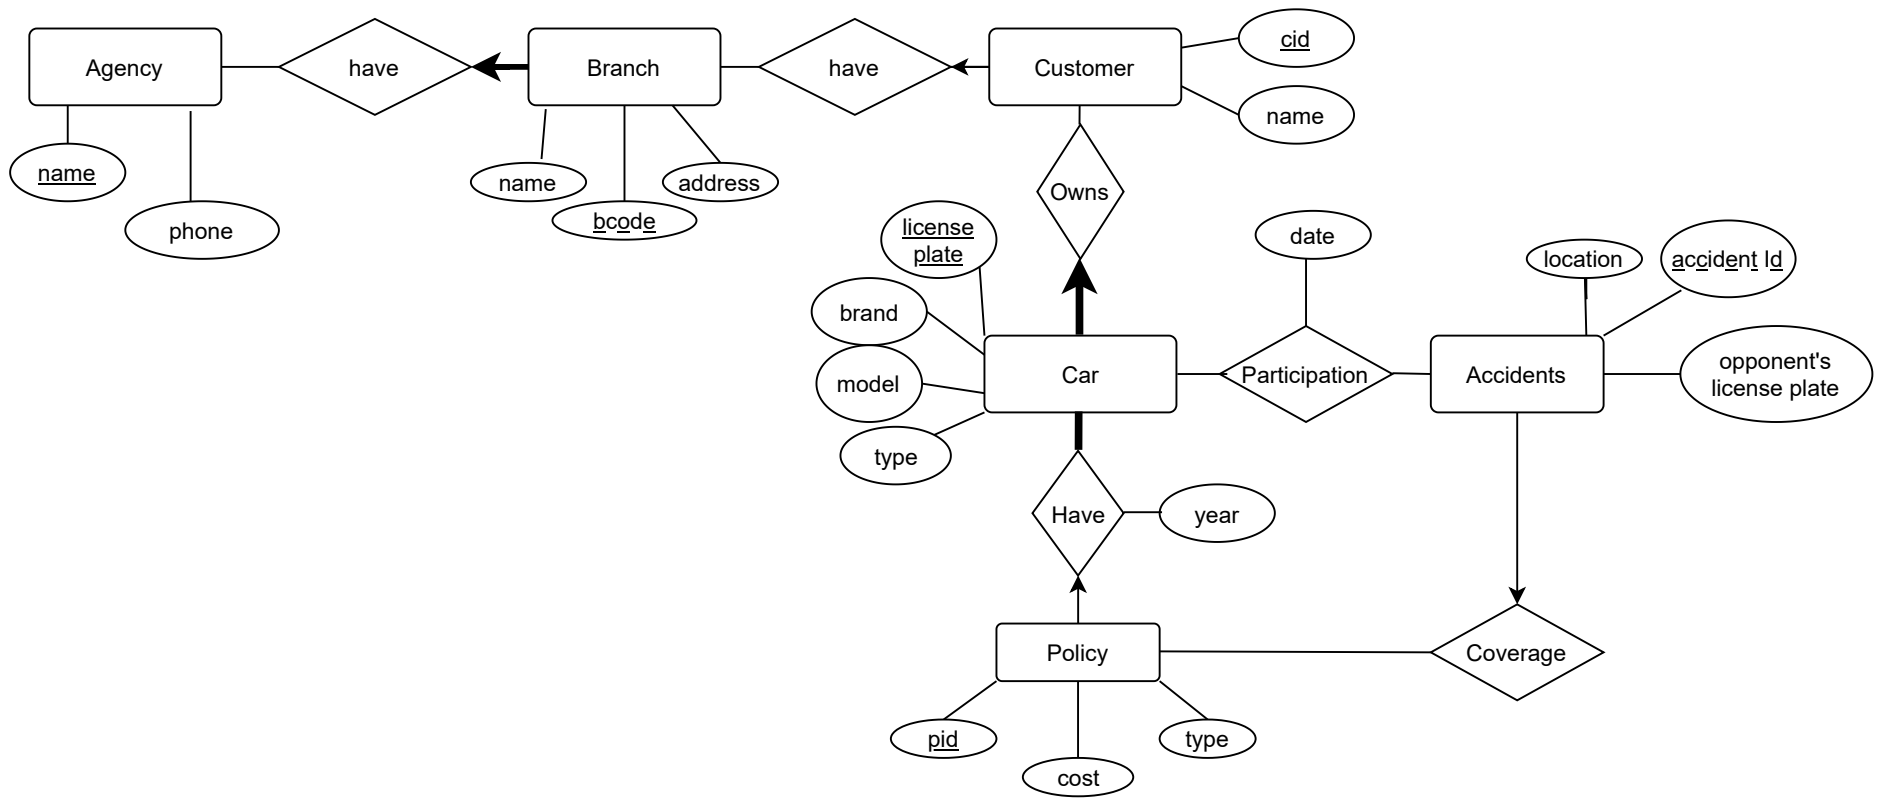 Agency
have
Branch
have
Customer
cid
name
name
phone
name
bcode
address
Owns
license
plate
brand
model
type
Car
date
Participation
location
accident Id
Accidents
opponent's
license plate
Have
year
Policy
Coverage
pid
cost
type